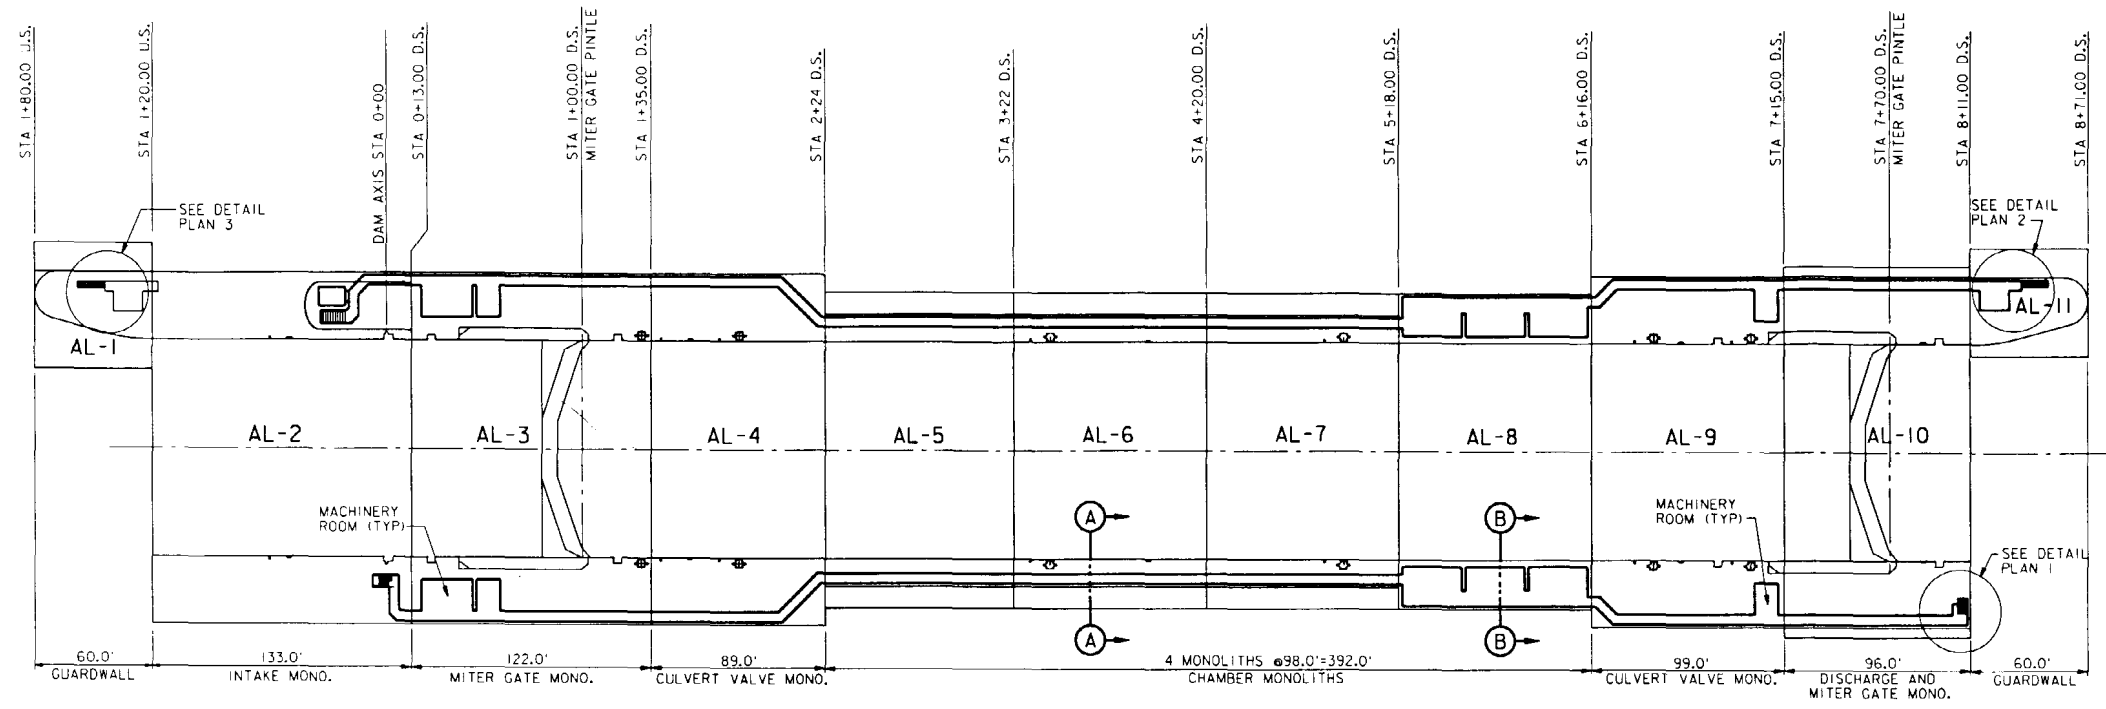 STA 1+80.00 U.S.
STA 1+20.00 U.S.
DAM AXIS STA 0+00
STA 0+13.00 D.S.
STA 1+00.00 D.S.
MITER GATE PINTLE
STA 1+35.00 D.S.
STA 2+24 D.S.
STA 3+22 D.S.
STA 4+20.00 D.S.
STA 5+18.00 D.S.
STA 6+16.00 D.S.
STA 7+15.00 D.S.
STA 7+70.00 D.S.
MITER GATE PINTLE
STA 8+11.00 D.S.
STA 8+71.00 D.S.
SEE DETAIL
PLAN 3
SEE DETAIL
PLAN 2
AL-1
AL-11
AL-2
AL-3
AL-4
AL-5
AL-6
AL-7
AL-8
AL-9
AL-10
MACHINERY
ROOM (TYP)
A
B
MACHINERY
ROOM (TYP)
SEE DETAIL
PLAN 1
A
B
60.0'
GUARDWALL
133.0'
INTAKE MONO.
122.0'
MITER GATE MONO.
89.0'
CULVERT VALVE MONO.
4 MONOLITHS @98.0'=392.0'
CHAMBER MONOLITHS
99.0'
CULVERT VALVE MONO.
96.0'
DISCHARGE AND
MITER GATE MONO.
60.0'
GUARDWALL